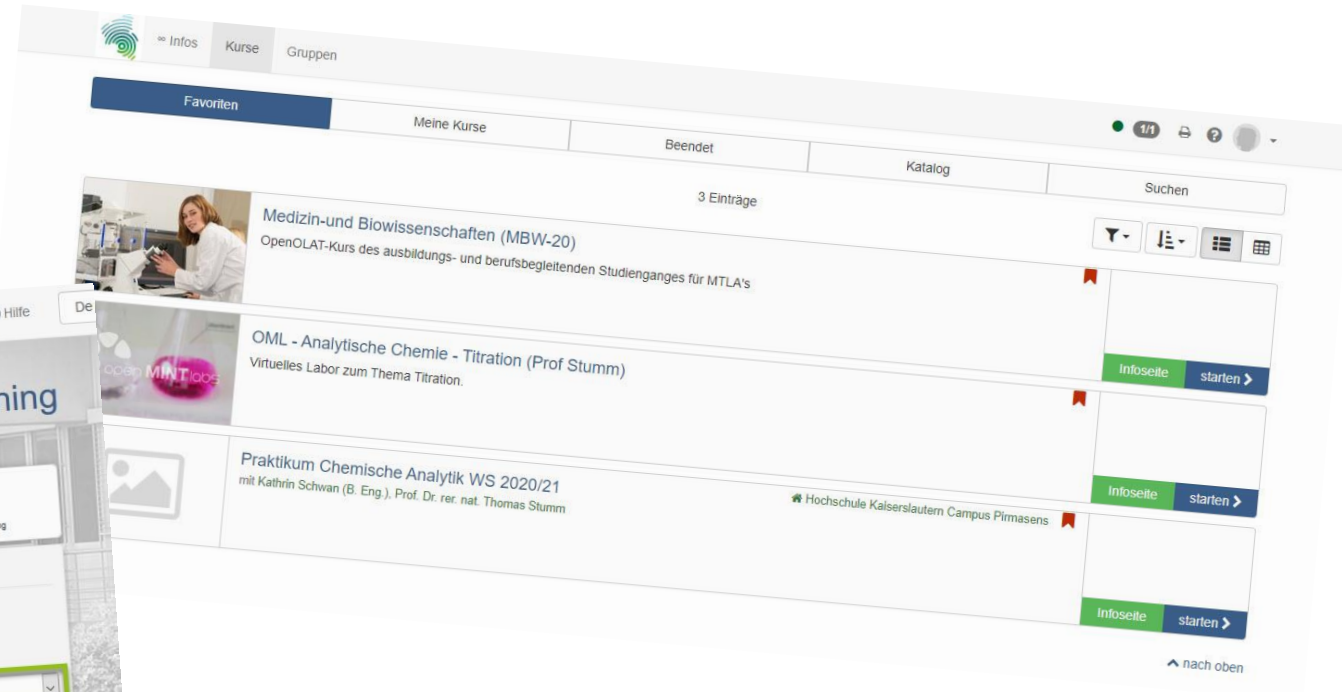 ∞ Infos
Kurse
Gruppen
1/1
Favoriten
Meine Kurse
Beendet
Katalog
Suchen
3 Einträge
Medizin-und Biowissenschaften (MBW-20)
OpenOLAT-Kurs des ausbildungs- und berufsbegleitenden Studienganges für MTLA's
Infoseite
starten
OML - Analytische Chemie - Titration (Prof Stumm)
Virtuelles Labor zum Thema Titration.
open MINT labs
Infoseite
starten
Praktikum Chemische Analytik WS 2020/21
mit Kathrin Schwan (B. Eng.), Prof. Dr. rer. nat. Thomas Stumm
Hochschule Kaiserslautern Campus Pirmasens
Infoseite
starten
nach oben
Hilfe
De
ning